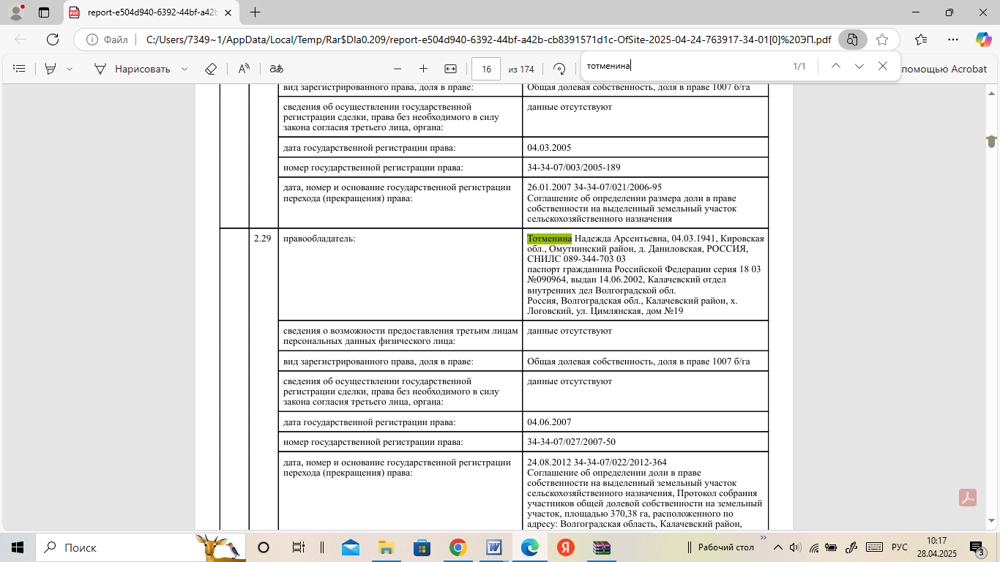 report-e504d940-6392-44bf-a42b
Файл
C:/Users/7349~1/AppData/Local/Temp/Rar$DIa0.209/report-e504d940-6392-44bf-a42b-cb8391571d1c-OfSite-2025-04-24-763917-34-01[0]%20ЭП.pdf
Нарисовать
аあ
16 из 174
тотменина
1/1
помощью Acrobat
вид зарегистрированного права, доля в праве:
Общая долевая собственность, доля в праве 1007 б/га
сведения об осуществлении государственной
регистрации сделки, права без необходимого в силу
закона согласия третьего лица, органа:
данные отсутствуют
дата государственной регистрации права:
04.03.2005
номер государственной регистрации права:
34-34-07/003/2005-189
дата, номер и основание государственной регистрации
перехода (прекращения) права:
26.01.2007 34-34-07/021/2006-95
Соглашение об определении размера доли в праве
собственности на выделенный земельный участок
сельскохозяйственного назначения
2.29
правообладатель:
Тотменина Надежда Арсентьевна, 04.03.1941, Кировская
обл., Омутнинский район, д. Даниловская, РОССИЯ,
СНИЛС 089-344-703 03
паспорт гражданина Российской Федерации серия 18 03
№090964, выдан 14.06.2002, Калачевский отдел
внутренних дел Волгоградской обл.
Россия, Волгоградская обл., Калачевский район, х.
Логовский, ул. Цимлянская, дом №19
сведения о возможности предоставления третьим лицам
персональных данных физического лица:
данные отсутствуют
вид зарегистрированного права, доля в праве:
Общая долевая собственность, доля в праве 1007 б/га
сведения об осуществлении государственной
регистрации сделки, права без необходимого в силу
закона согласия третьего лица, органа:
данные отсутствуют
дата государственной регистрации права:
04.06.2007
номер государственной регистрации права:
34-34-07/027/2007-50
дата, номер и основание государственной регистрации
перехода (прекращения) права:
24.08.2012 34-34-07/022/2012-364
Соглашение об определении доли в праве
собственности на выделенный земельный участок
сельскохозяйственного назначения, Протокол собрания
участников общей долевой собственности на земельный
участок, площадью 370,38 га, расположенного по
адресу: Волгоградская область, Калачевский район,
Поиск
Рабочий стол
РУС
10:17
28.04.2025
3